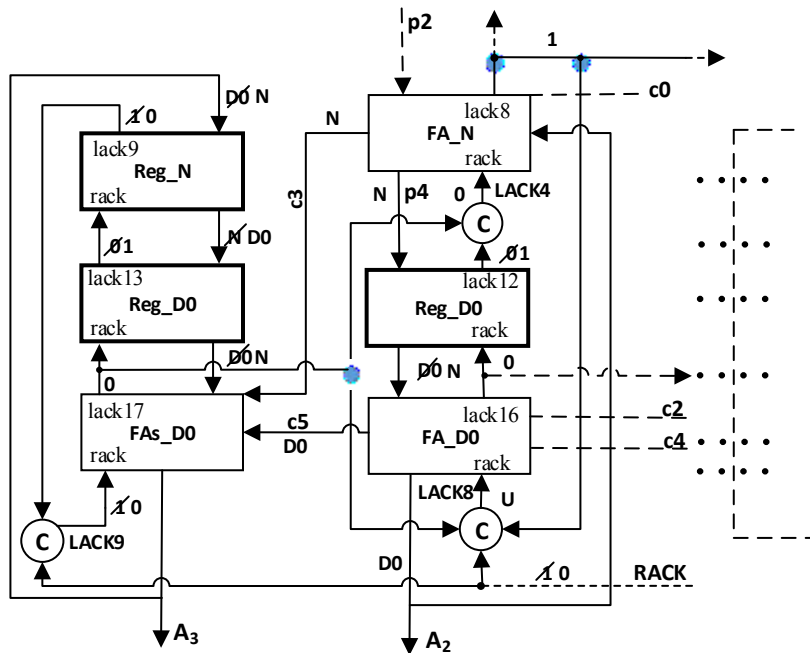 p2
1
D0 N
1 0
N
lack8
c0
lack9
FA_N
Reg_N
rack
rack
c3
N
p4
0
LACK4
C
N D0
0 1
0 1
lack13
lack12
Reg_D0
Reg_D0
rack
rack
D0 N
D0 N
0
0
lack17
c5
lack16
c2
FAs_D0
D0
FA_D0
c4
rack
rack
LACK8
U
1 0
C
LACK9
C
D0
1 0
RACK
A3
A2